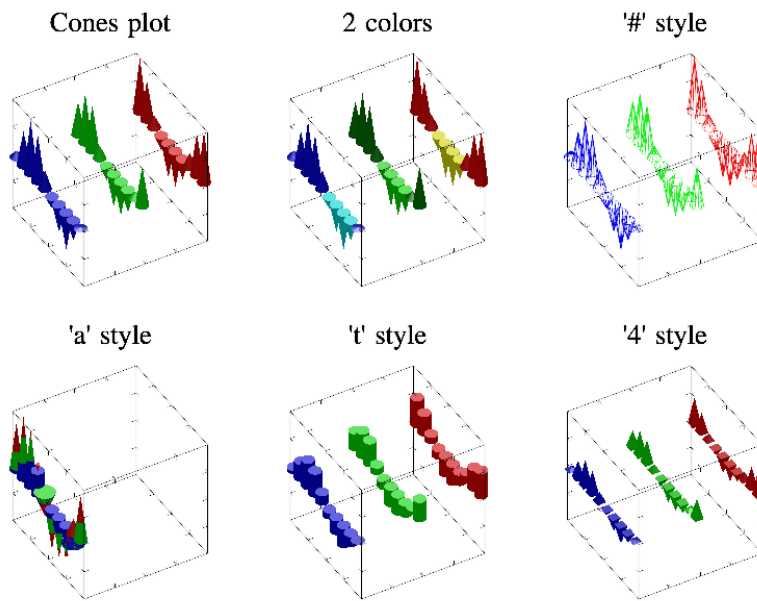 Cones plot
2 colors
'#' style
'a' style
't' style
'4' style